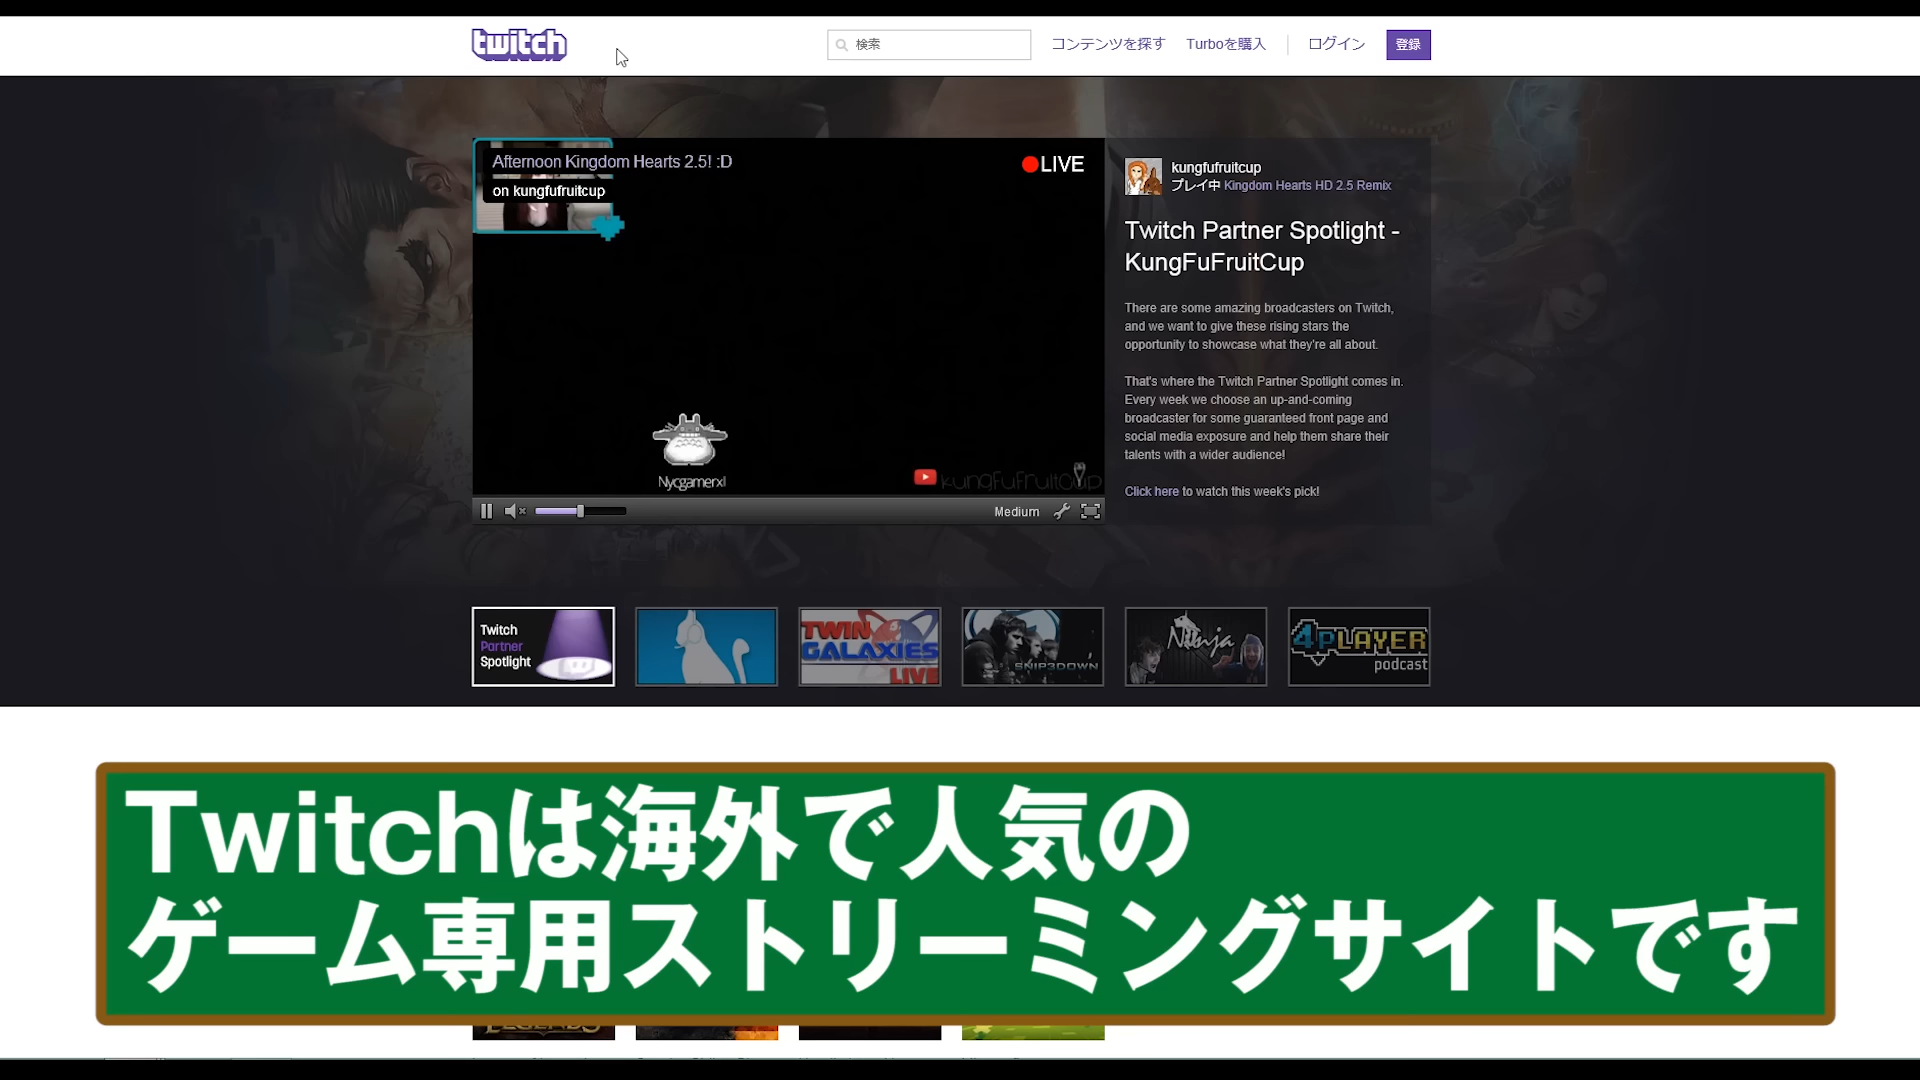 twitch
検索
コンテンツを探す
Turboを購入
ログイン
登録
Afternoon Kingdom Hearts 2.5! :D
on kungfufruitcup
LIVE
Nycgamerxl
kungFuFruitCup
Medium
kungfufruitcup
プレイ中 Kingdom Hearts HD 2.5 Remix
Twitch Partner Spotlight -
KungFuFruitCup
There are some amazing broadcasters on Twitch,
and we want to give these rising stars the
opportunity to showcase what they're all about.
That's where the Twitch Partner Spotlight comes in.
Every week we choose an up-and-coming
broadcaster for some guaranteed front page and
social media exposure and help them share their
talents with a wider audience!
Click here to watch this week's pick!
Twitch
Partner
Spotlight
TWIN
GALAXIES
LIVE
SNIP3DOWN
Ninja
4PLAYER
podcast
Twitchは海外で人気の
ゲーム専用ストリーミングサイトです